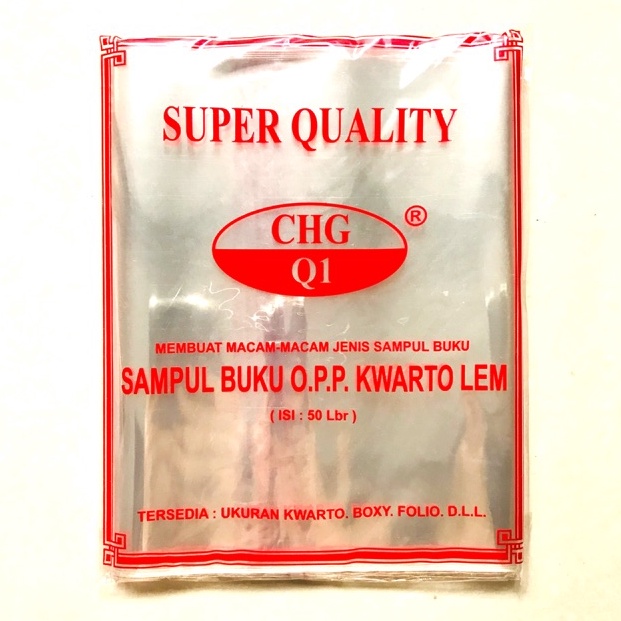 SUPER QUALITY
CHG ®
Q1
MEMBUAT MACAM-MACAM JENIS SAMPUL BUKU
SAMPUL BUKU O.P.P. KWARTO LEM
( ISI : 50 Lbr )
TERSEDIA : UKURAN KWARTO. BOXY. FOLIO. D.L.L.